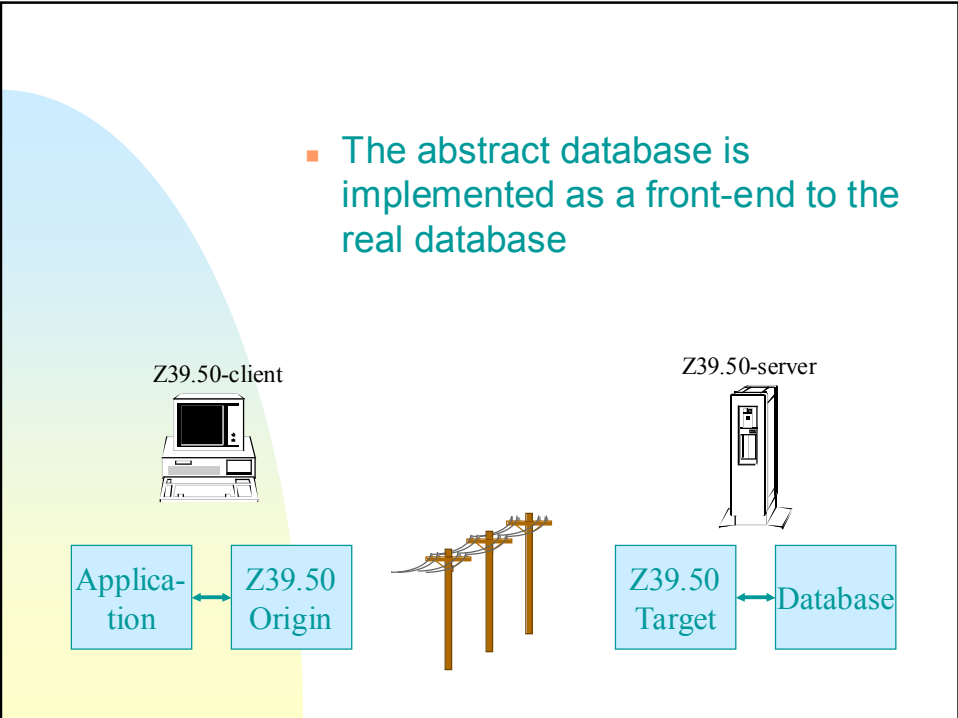 The abstract database is
implemented as a front-end to the
real database
Z39.50-client
Z39.50-server
Applica-
tion
Z39.50
Origin
Z39.50
Target
Database